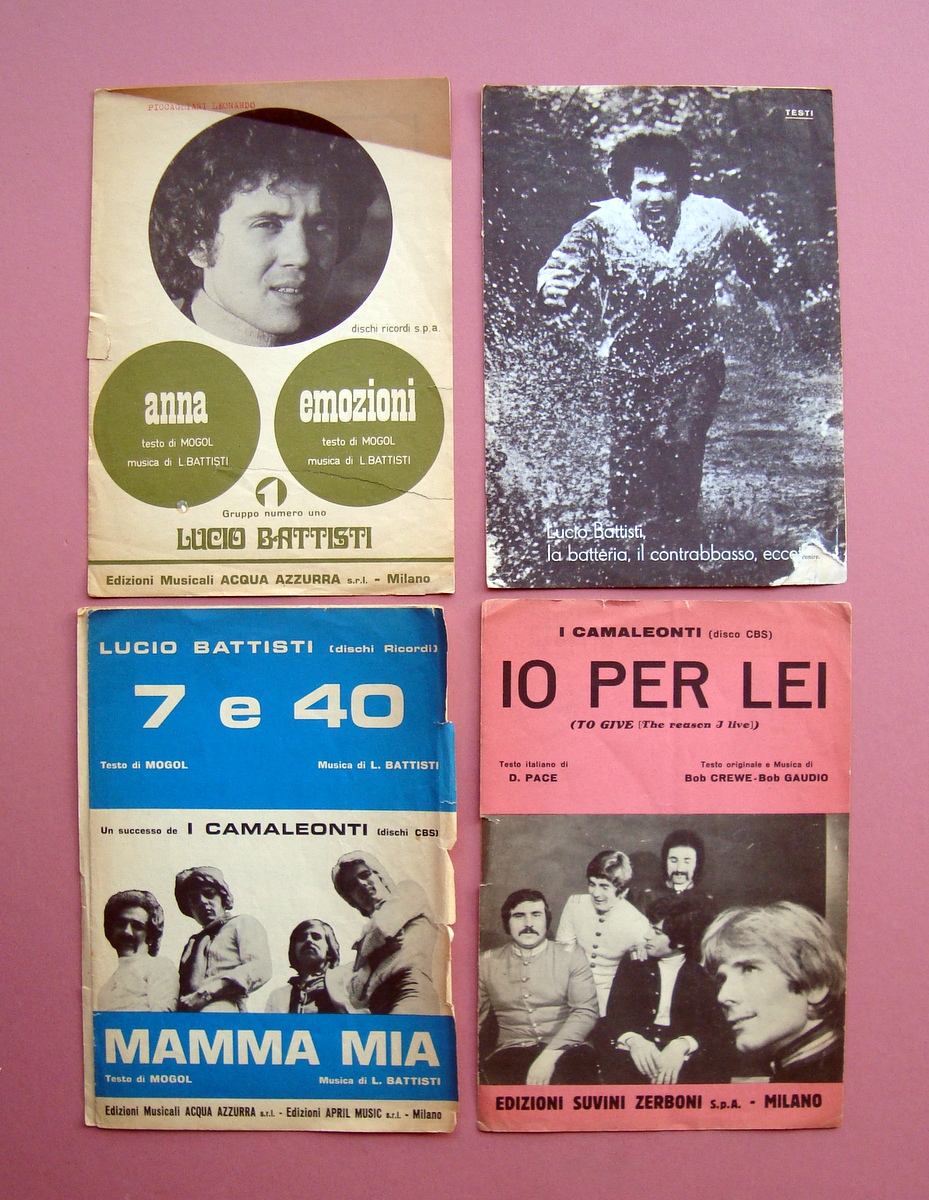 PICCAGLIANI LEONARDO
dischi ricordi s.p.a.
anna
testo di MOGOL
musica di L. BATTISTI
emozioni
testo di MOGOL
musica di L. BATTISTI
1
Gruppo numero uno
LUCIO BATTISTI
Edizioni Musicali ACQUA AZZURRA s.r.l. - Milano
TESTI
Lucio Battisti,
la batteria, il contrabbasso, ecce
LUCIO BATTISTI (dischi Ricordi)
7 e 40
Testo di MOGOL Musica di L. BATTISTI
Un successo de I CAMALEONTI (dischi CBS)
MAMMA MIA
Testo di MOGOL Musica di L. BATTISTI
Edizioni Musicali ACQUA AZZURRA s.r.l. - Edizioni APRIL MUSIC s.r.l. - Milano
I CAMALEONTI (disco CBS)
IO PER LEI
(TO GIVE [The reason I live])
Testo italiano di
D. PACE
Testo originale e Musica di
Bob CREWE-Bob GAUDIO
EDIZIONI SUVINI ZERBONI S.p.A. - MILANO